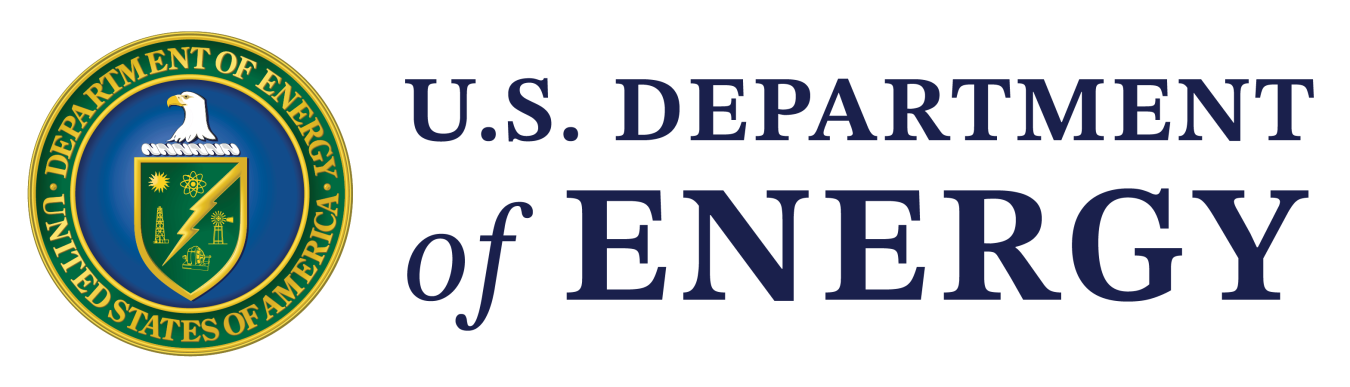 DEPARTMENT OF ENERGY
UNITED STATES OF AMERICA
U.S. DEPARTMENT
of ENERGY